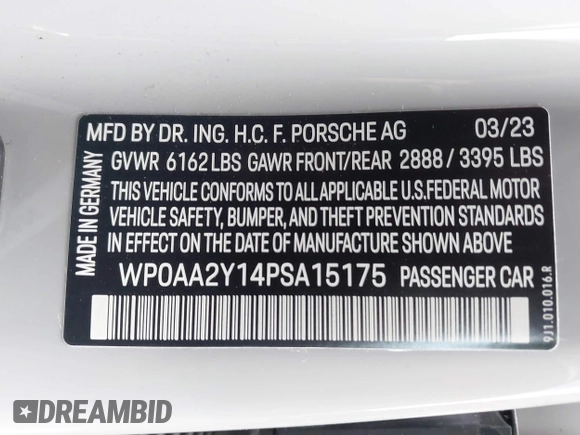 MFD BY DR. ING. H.C. F. PORSCHE AG 03/23
GVWR 6162 LBS GAWR FRONT/REAR 2888 / 3395 LBS
THIS VEHICLE CONFORMS TO ALL APPLICABLE U.S. FEDERAL MOTOR
VEHICLE SAFETY, BUMPER, AND THEFT PREVENTION STANDARDS
IN EFFECT ON THE DATE OF MANUFACTURE SHOWN ABOVE
WP0AA2Y14PSA15175 PASSENGER CAR
MADE IN GERMANY
9J1.010.016.R
DREAMBID